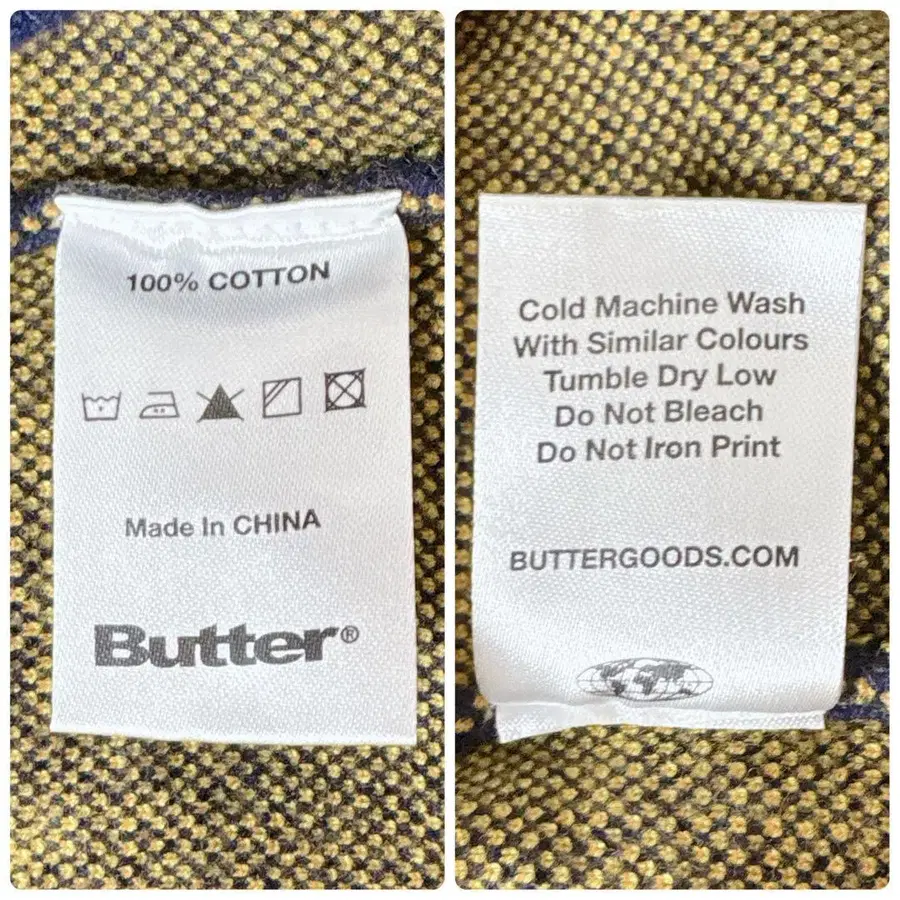 100% COTTON
Made In CHINA
Butter®
Cold Machine Wash
With Similar Colours
Tumble Dry Low
Do Not Bleach
Do Not Iron Print
BUTTERGOODS.COM